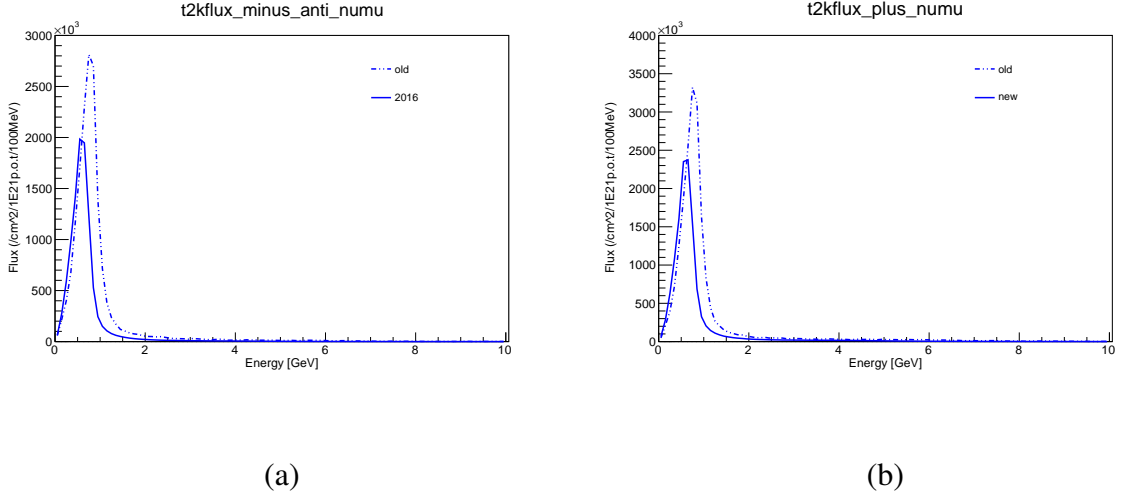 t2kflux_minus_anti_numu
×10³
3000
2500
2000
1500
1000
500
0
Flux (/cm^2/1E21p.o.t/100MeV)
old
2016
0 2 4 6 8 10
Energy [GeV]
(a)
t2kflux_plus_numu
×10³
4000
3500
3000
2500
2000
1500
1000
500
0
Flux (/cm^2/1E21p.o.t/100MeV)
old
new
0 2 4 6 8 10
Energy [GeV]
(b)